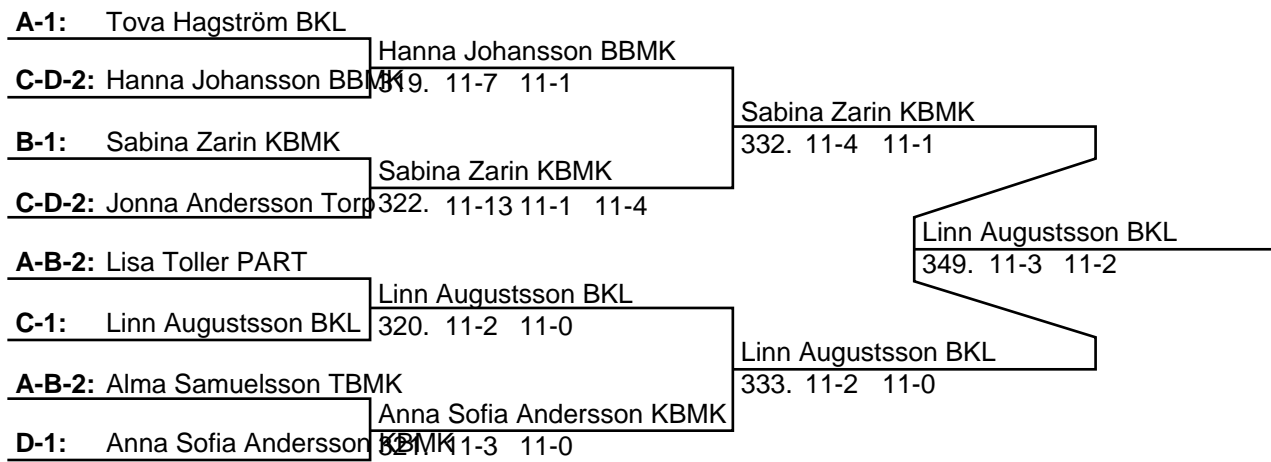 A-1: Tova Hagström BKL
Hanna Johansson BBMK
C-D-2: Hanna Johansson BBMK
319. 11-7 11-1
Sabina Zarin KBMK
332. 11-4 11-1
B-1: Sabina Zarin KBMK
Sabina Zarin KBMK
C-D-2: Jonna Andersson Torp
322. 11-13 11-1 11-4
Linn Augustsson BKL
349. 11-3 11-2
A-B-2: Lisa Toller PART
Linn Augustsson BKL
C-1: Linn Augustsson BKL
320. 11-2 11-0
Linn Augustsson BKL
333. 11-2 11-0
A-B-2: Alma Samuelsson TBMK
Anna Sofia Andersson KBMK
D-1: Anna Sofia Andersson KBMK
321. 11-3 11-0